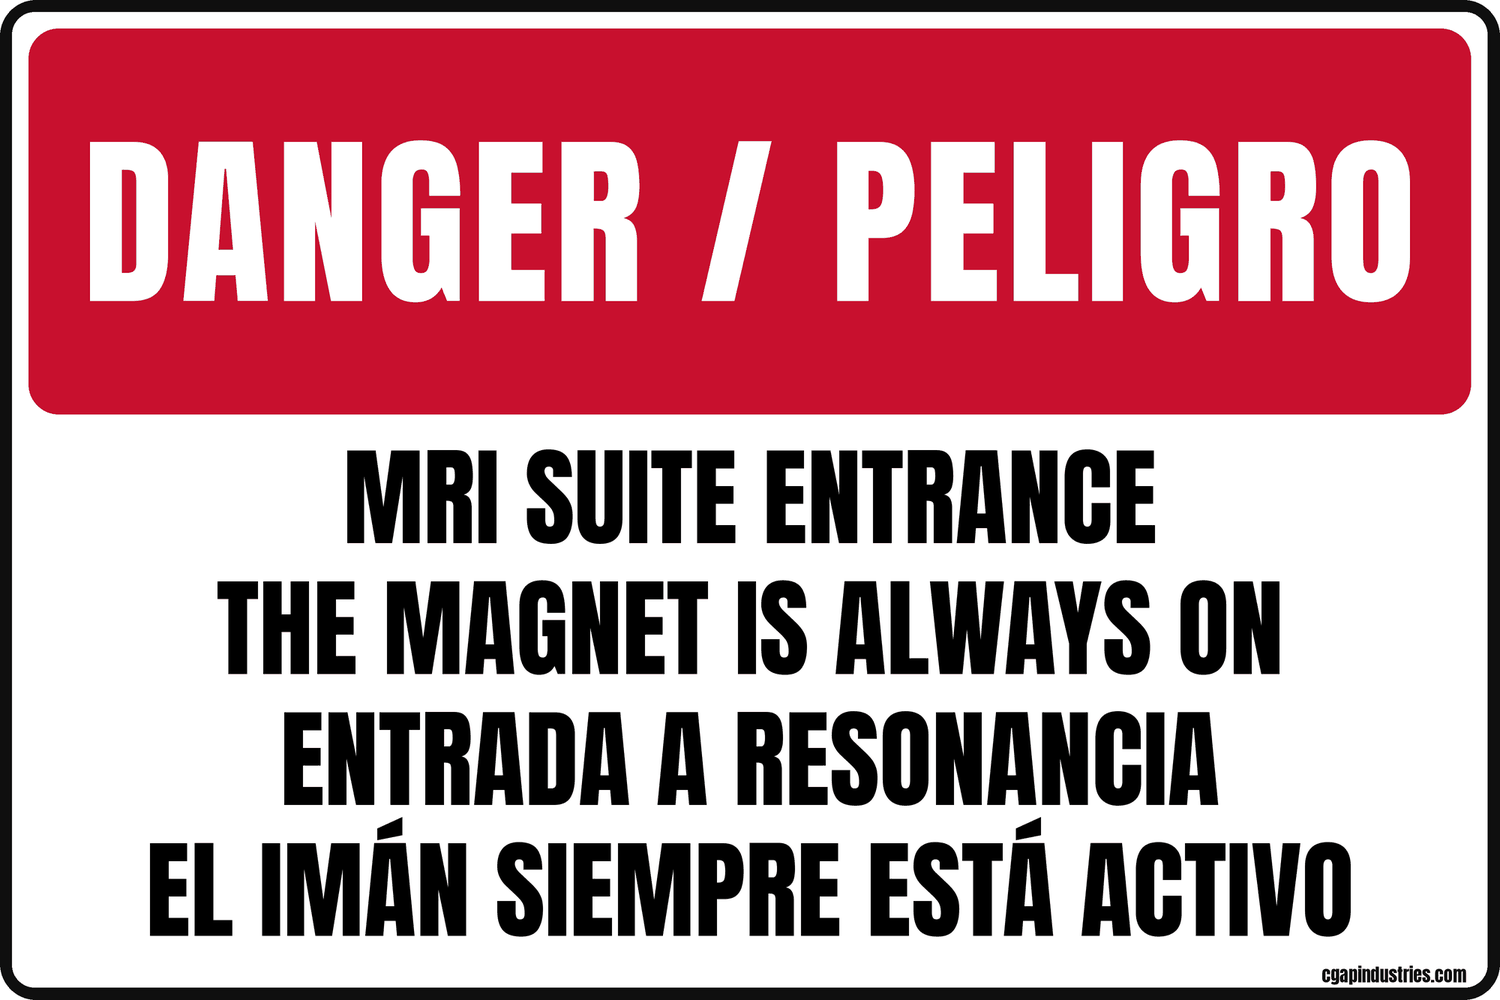 DANGER / PELIGRO
MRI SUITE ENTRANCE
THE MAGNET IS ALWAYS ON
ENTRADA A RESONANCIA
EL IMÁN SIEMPRE ESTÁ ACTIVO
cgapindustries.com